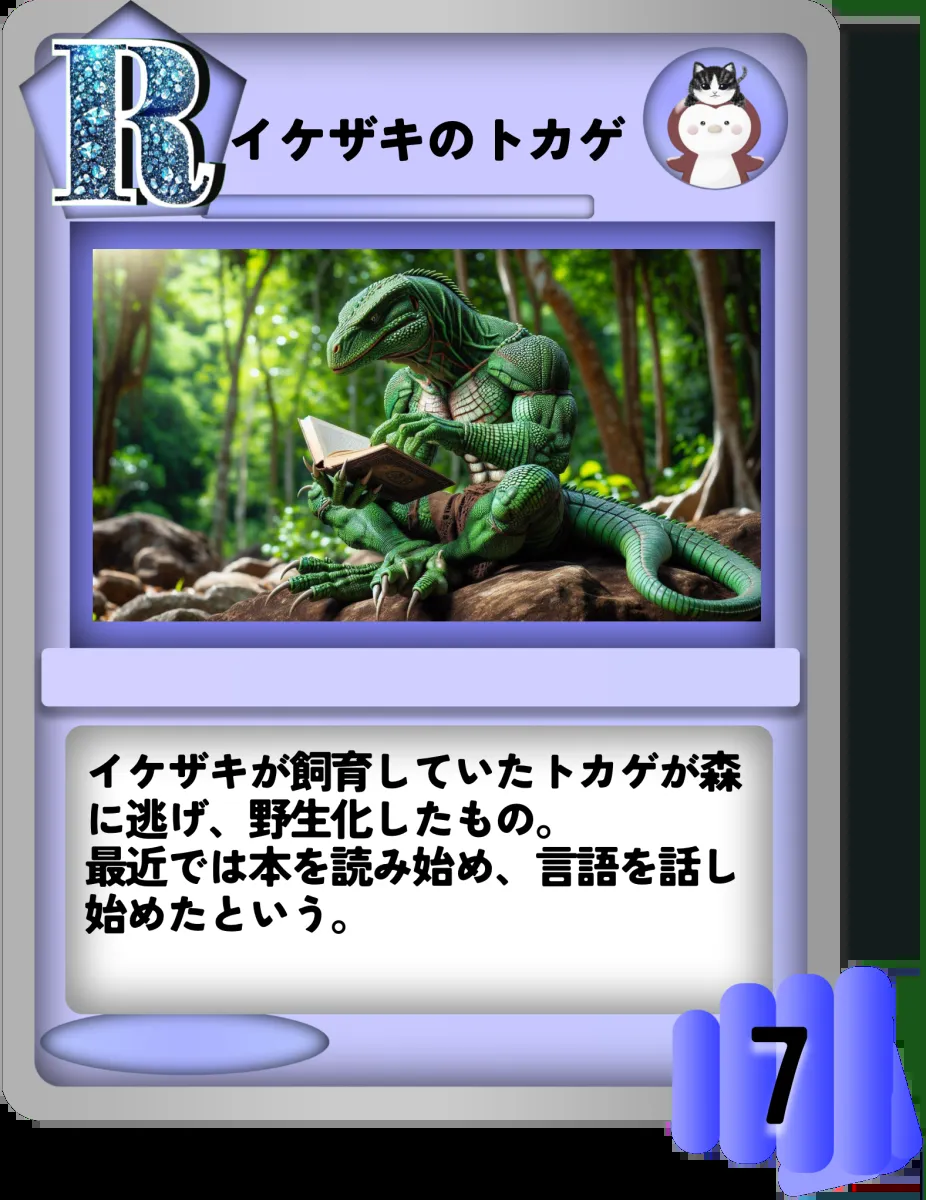 R
イケザキのトカゲ
イケザキが飼育していたトカゲが森
に逃げ、野生化したもの。
最近では本を読み始め、言語を話し
始めたという。
7